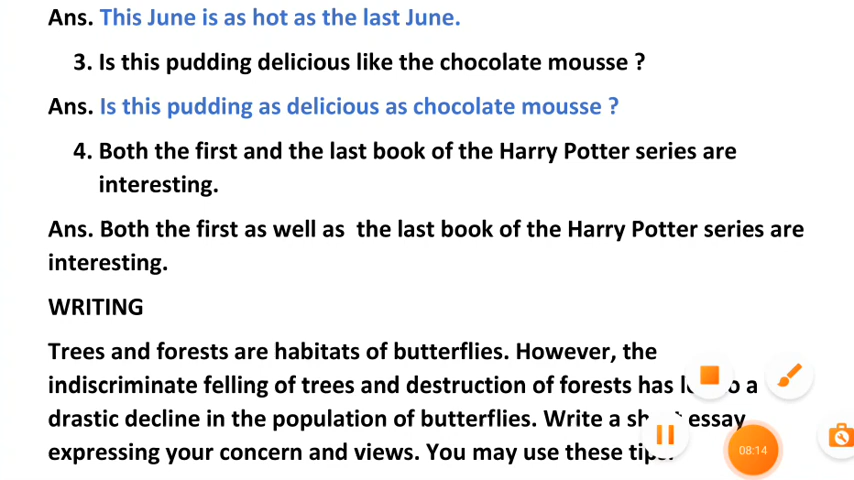 Ans. This June is as hot as the last June.
3. Is this pudding delicious like the chocolate mousse ?
Ans. Is this pudding as delicious as chocolate mousse ?
4. Both the first and the last book of the Harry Potter series are
interesting.
Ans. Both the first as well as the last book of the Harry Potter series are
interesting.
WRITING
Trees and forests are habitats of butterflies. However, the
indiscriminate felling of trees and destruction of forests has a
drastic decline in the population of butterflies. Write a essay
expressing your concern and views. You may use these
08:14